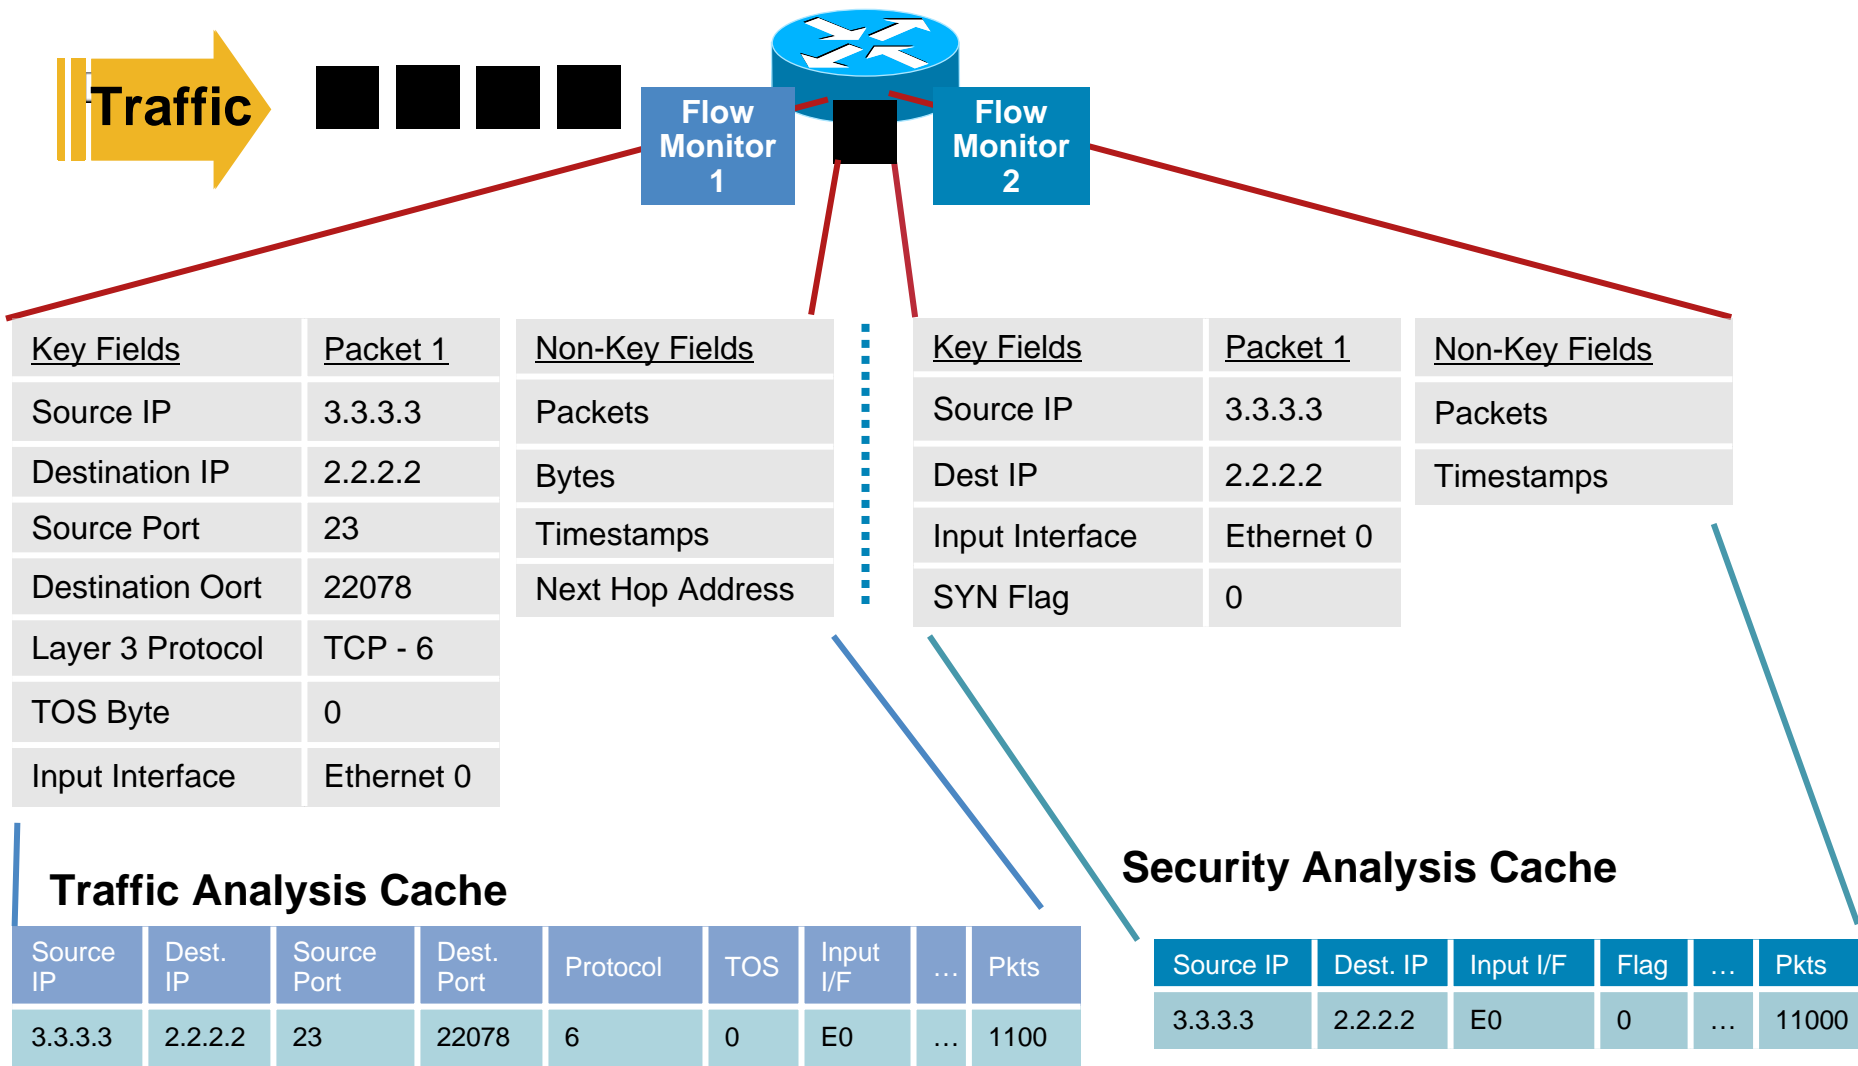 Traffic
Flow Monitor 1
Flow Monitor 2
Key Fields Packet 1
Source IP 3.3.3.3
Destination IP 2.2.2.2
Source Port 23
Destination Oort 22078
Layer 3 Protocol TCP - 6
TOS Byte 0
Input Interface Ethernet 0
Non-Key Fields
Packets
Bytes
Timestamps
Next Hop Address
Key Fields Packet 1
Source IP 3.3.3.3
Dest IP 2.2.2.2
Input Interface Ethernet 0
SYN Flag 0
Non-Key Fields
Packets
Timestamps
Traffic Analysis Cache
Source IP Dest. IP Source Port Dest. Port Protocol TOS Input I/F … Pkts
3.3.3.3 2.2.2.2 23 22078 6 0 E0 … 1100
Security Analysis Cache
Source IP Dest. IP Input I/F Flag … Pkts
3.3.3.3 2.2.2.2 E0 0 … 11000